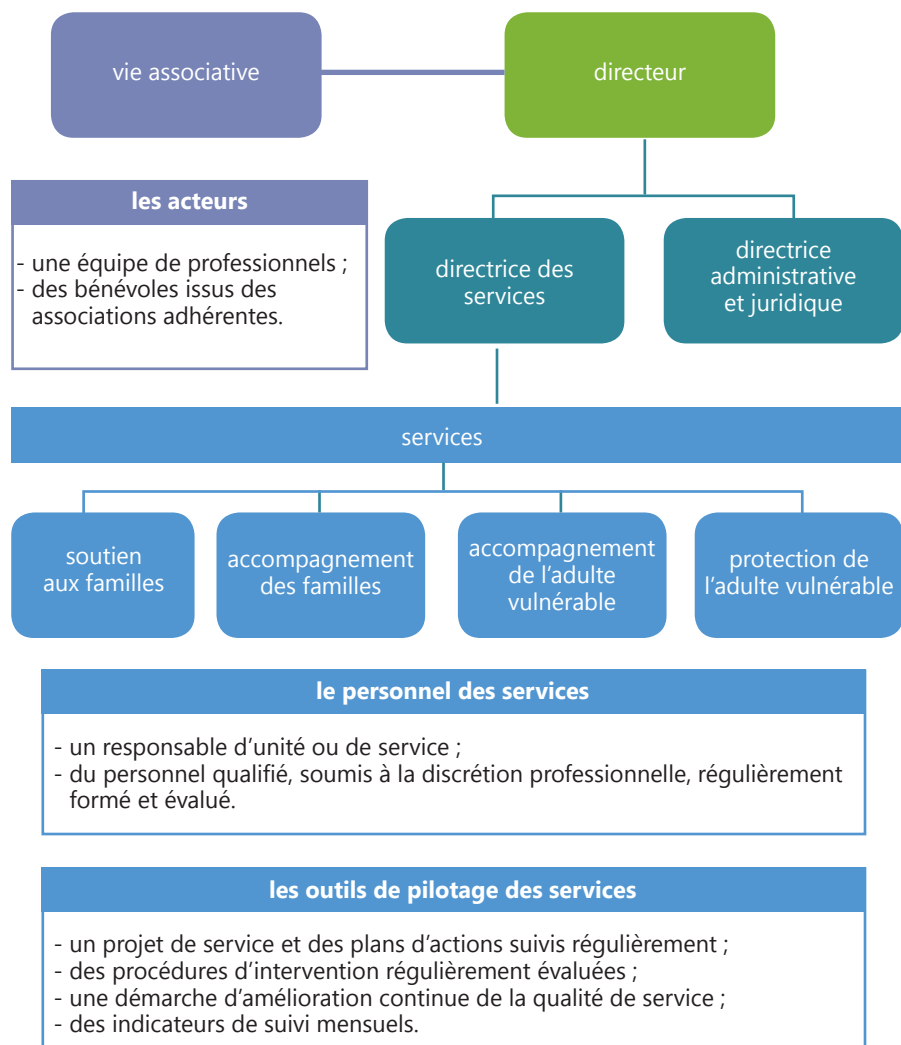 vie associative
directeur
les acteurs
- une équipe de professionnels ;
- des bénévoles issus des
associations adhérentes.
directrice des
services
directrice
administrative
et juridique
services
soutien
aux familles
accompagnement
des familles
accompagnement
de l'adulte
vulnérable
protection de
l'adulte vulnérable
le personnel des services
- un responsable d'unité ou de service ;
- du personnel qualifié, soumis à la discrétion professionnelle, régulièrement
formé et évalué.
les outils de pilotage des services
- un projet de service et des plans d'actions suivis régulièrement ;
- des procédures d'intervention régulièrement évaluées ;
- une démarche d'amélioration continue de la qualité de service ;
- des indicateurs de suivi mensuels.